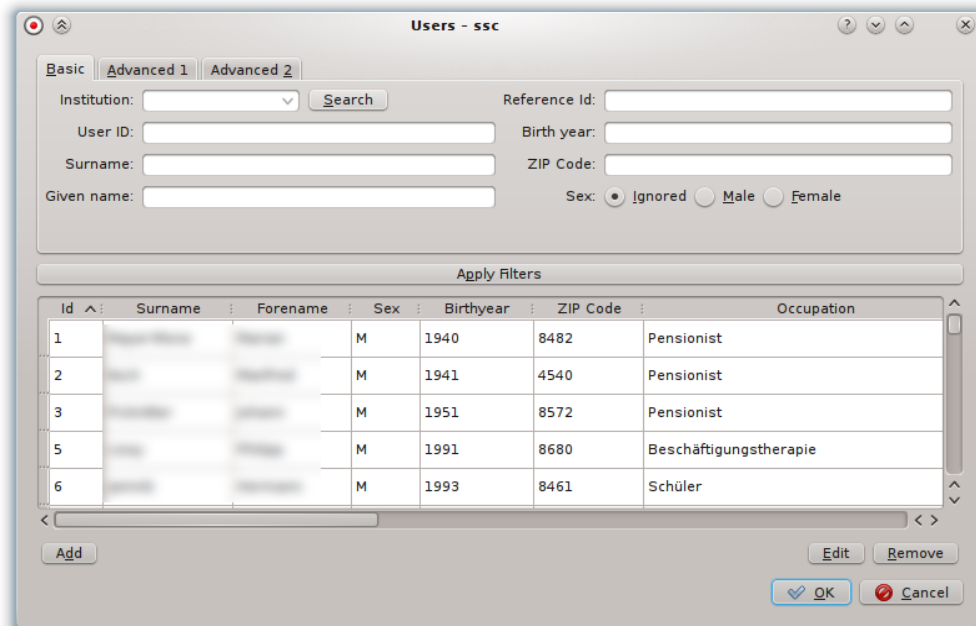 Users - ssc
Basic Advanced 1 Advanced 2
Institution: Search Reference Id:
User ID: Birth year:
Surname: ZIP Code:
Given name: Sex: Ignored Male Female
Apply Filters
Id Surname Forename Sex Birthyear ZIP Code Occupation
1 M 1940 8482 Pensionist
2 M 1941 4540 Pensionist
3 M 1951 8572 Pensionist
5 M 1991 8680 Beschäftigungstherapie
6 M 1993 8461 Schüler
Add Edit Remove
OK Cancel